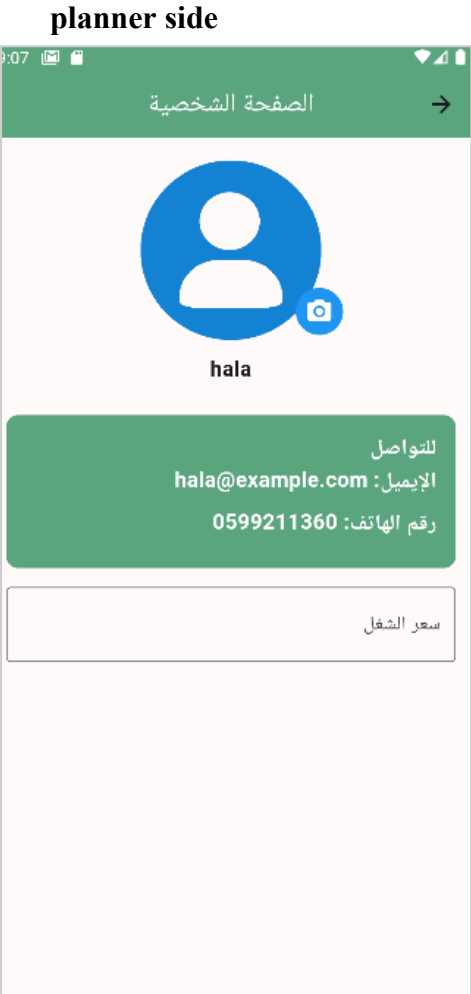 planner side
9:07
الصفحة الشخصية
hala
للتواصل
الإيميل: hala@example.com
رقم الهاتف: 0599211360
سعر الشغل